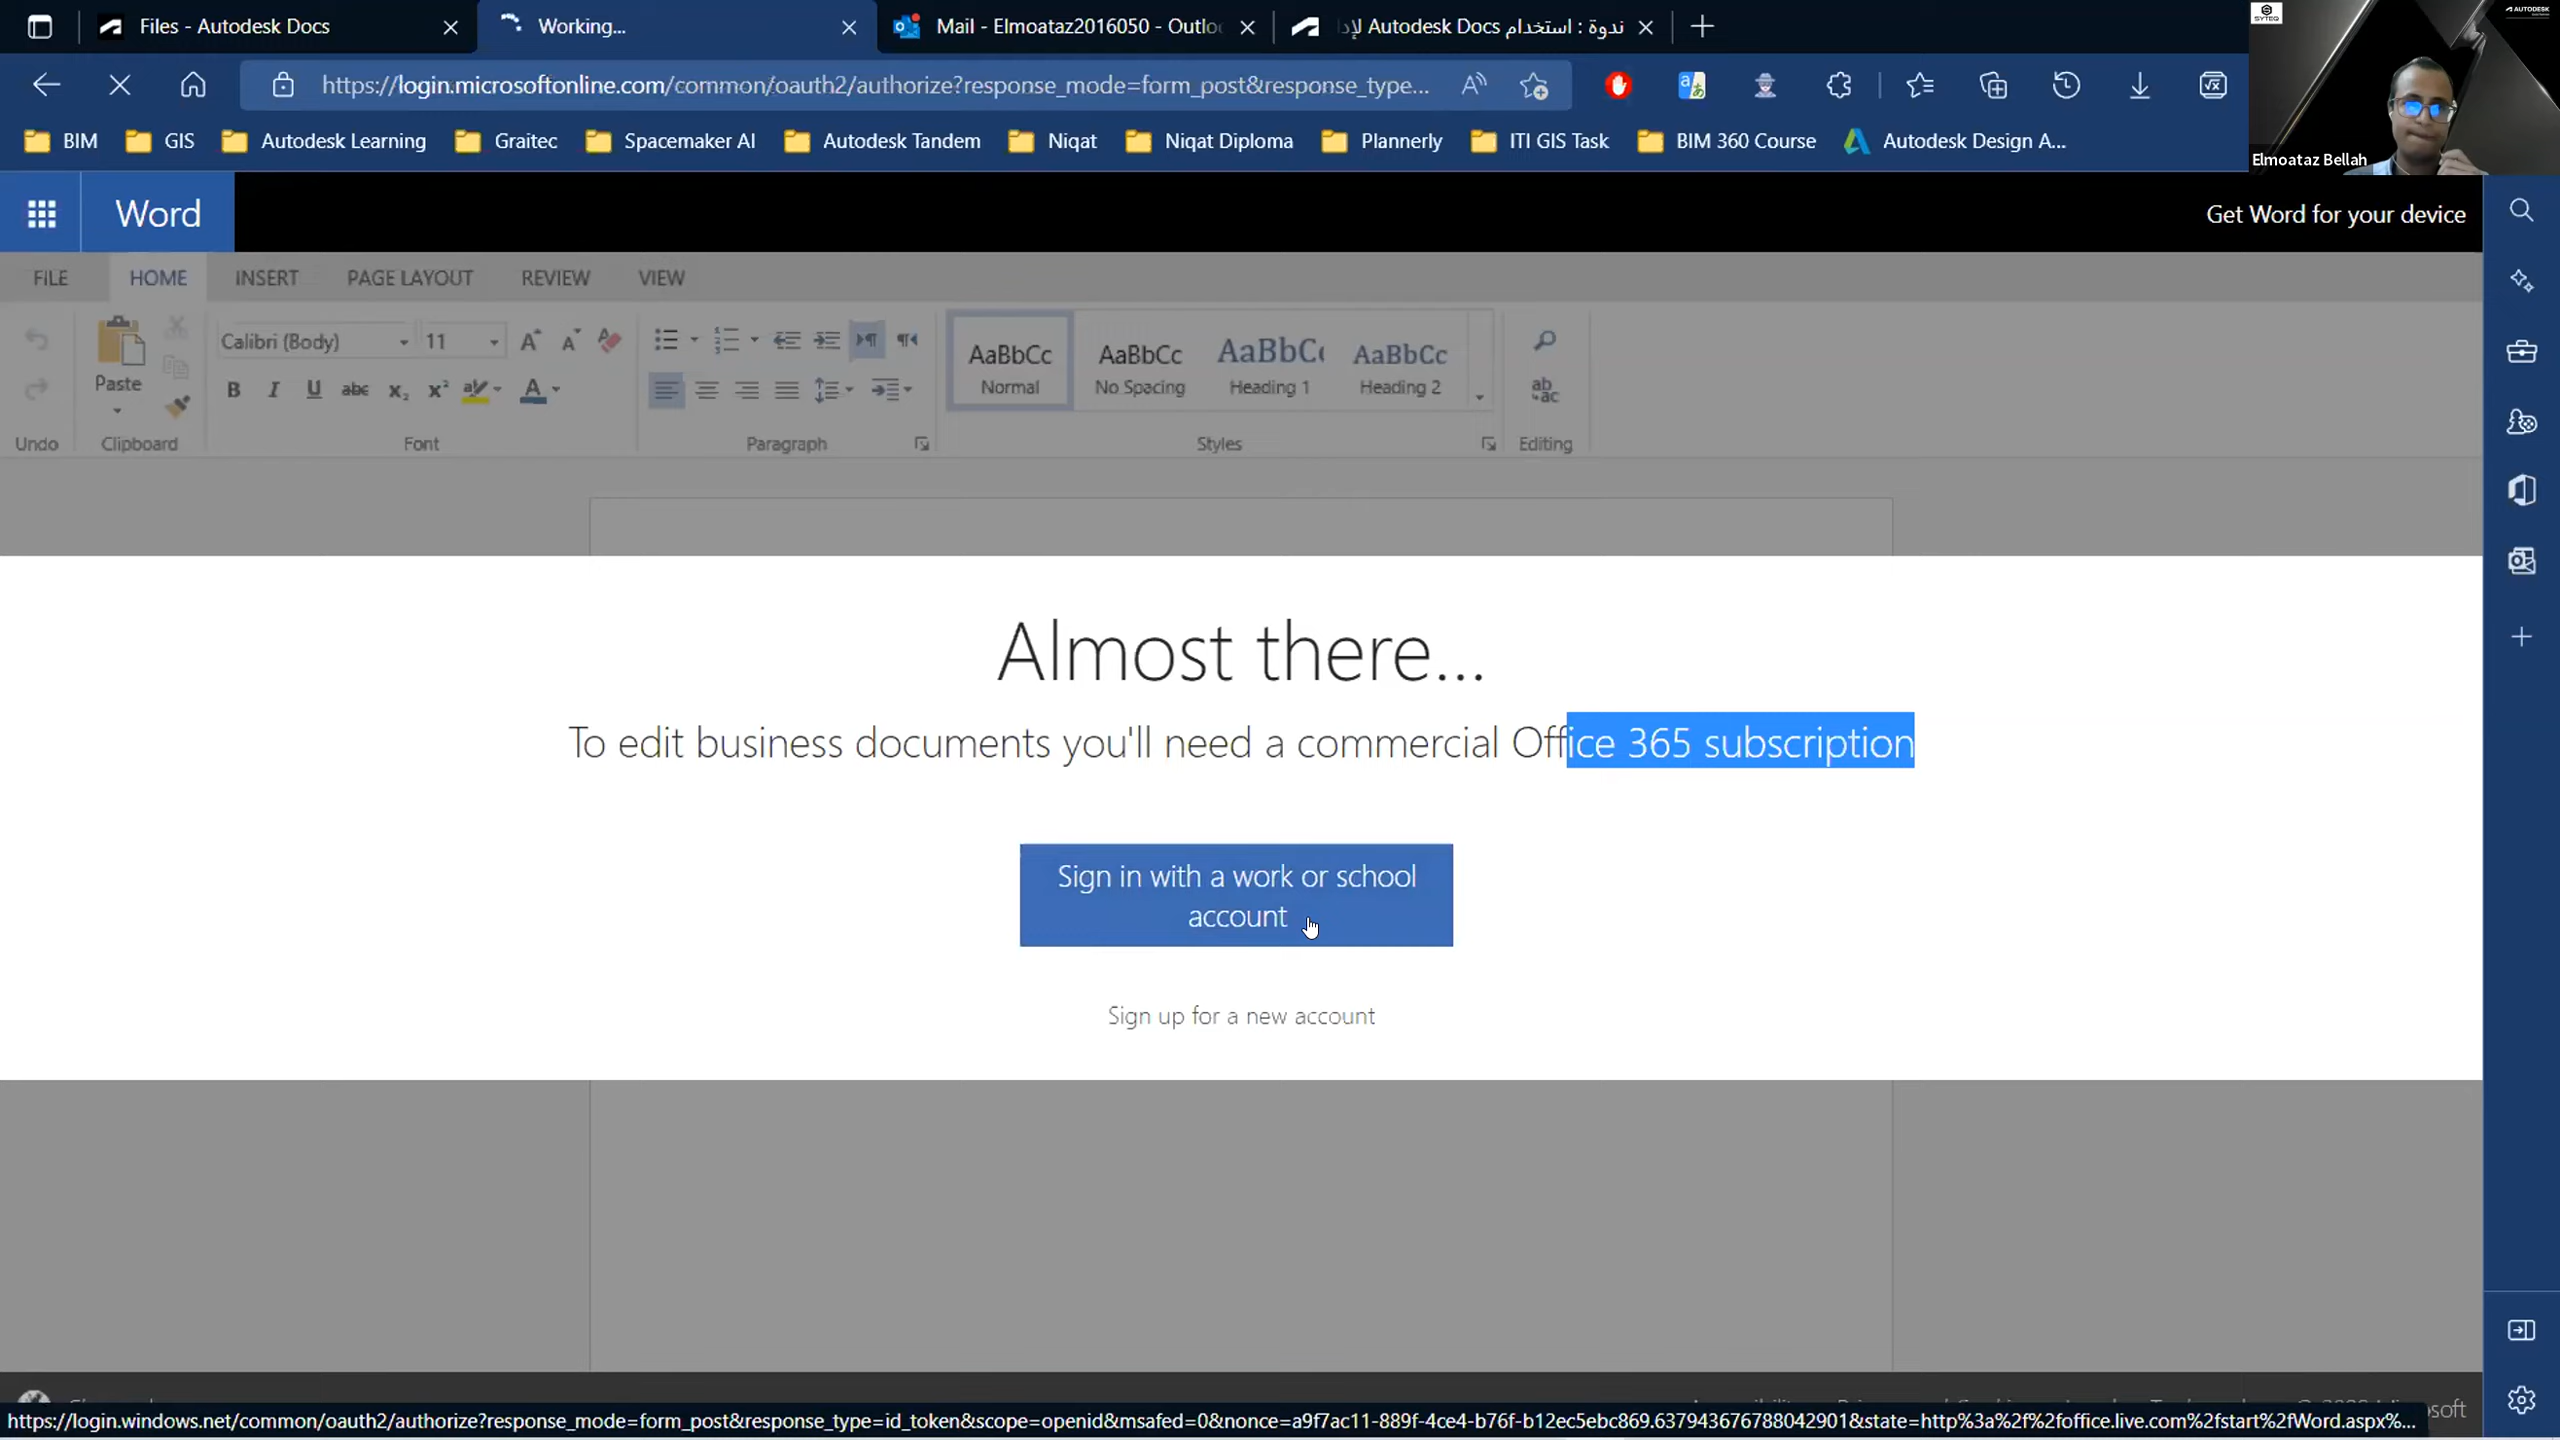 Files - Autodesk Docs
Working...
Mail - Elmoataz2016050 - Outlo
ندوة : استخدام Autodesk Docs لإد
AUTODESK
SYTEQ
https://login.microsoftonline.com/common/oauth2/authorize?response_mode=form_post&response_type...
BIM
GIS
Autodesk Learning
Graitec
Spacemaker AI
Autodesk Tandem
Niqat
Niqat Diploma
Plannerly
ITI GIS Task
BIM 360 Course
Autodesk Design A...
Elmoataz Bellah
Word
Get Word for your device
FILE
HOME
INSERT
PAGE LAYOUT
REVIEW
VIEW
Calibri (Body)
11
AaBbCc
AaBbCc
AaBbC
AaBbCc
Paste
Normal
No Spacing
Heading 1
Heading 2
Undo
Clipboard
Font
Paragraph
Styles
Editing
Almost there...
To edit business documents you'll need a commercial Office 365 subscription
Sign in with a work or school
account
Sign up for a new account
https://login.windows.net/common/oauth2/authorize?response_mode=form_post&response_type=id_token&scope=openid&msafed=0&nonce=a9f7ac11-889f-4ce4-b76f-b12ec5ebc869.637943676788042901&state=http%3a%2f%2foffice.live.com%2fstart%2fWord.aspx%...